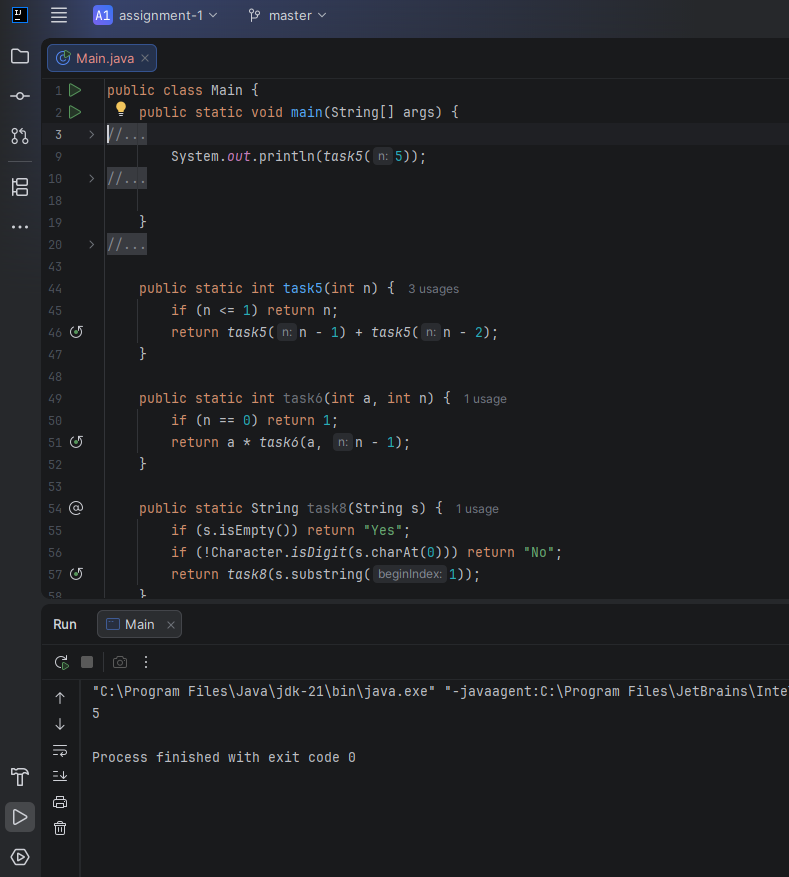 IJ
A1 assignment-1 master
Main.java
1 public class Main {
2 public static void main(String[] args) {
3 //...
9 System.out.println(task5( n: 5));
10 //...
18
19 }
20 //...
43
44 public static int task5(int n) { 3 usages
45 if (n <= 1) return n;
46 return task5( n: n - 1) + task5( n: n - 2);
47 }
48
49 public static int task6(int a, int n) { 1 usage
50 if (n == 0) return 1;
51 return a * task6(a, n: n - 1);
52 }
53
54 @ public static String task8(String s) { 1 usage
55 if (s.isEmpty()) return "Yes";
56 if (!Character.isDigit(s.charAt(0))) return "No";
57 return task8(s.substring( beginIndex: 1));
58 }
Run Main
"C:\Program Files\Java\jdk-21\bin\java.exe" "-javaagent:C:\Program Files\JetBrains\Inte
5
Process finished with exit code 0